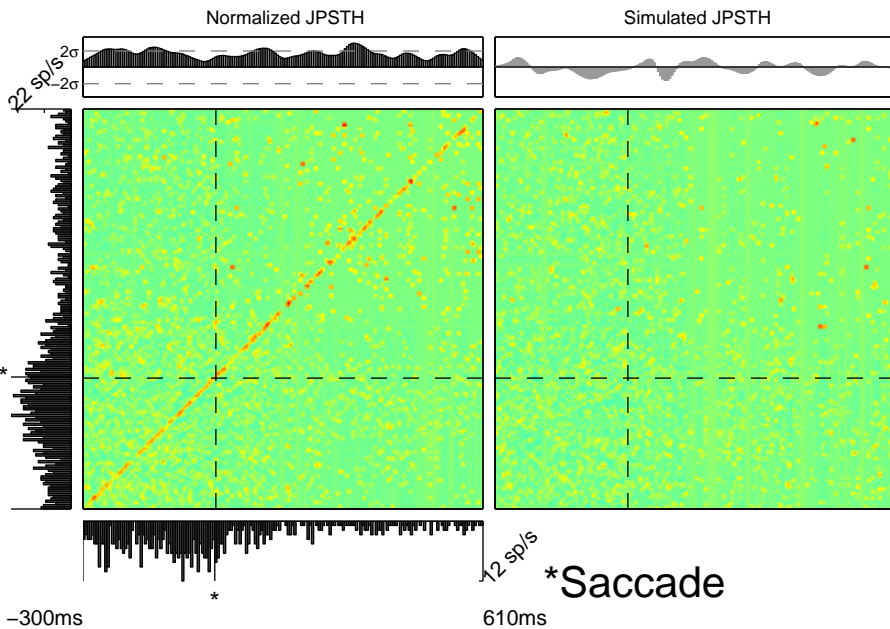 Normalized JPSTH
Simulated JPSTH
2σ
−2σ
22 sp/s
*
*
12 sp/s
*Saccade
−300ms
610ms